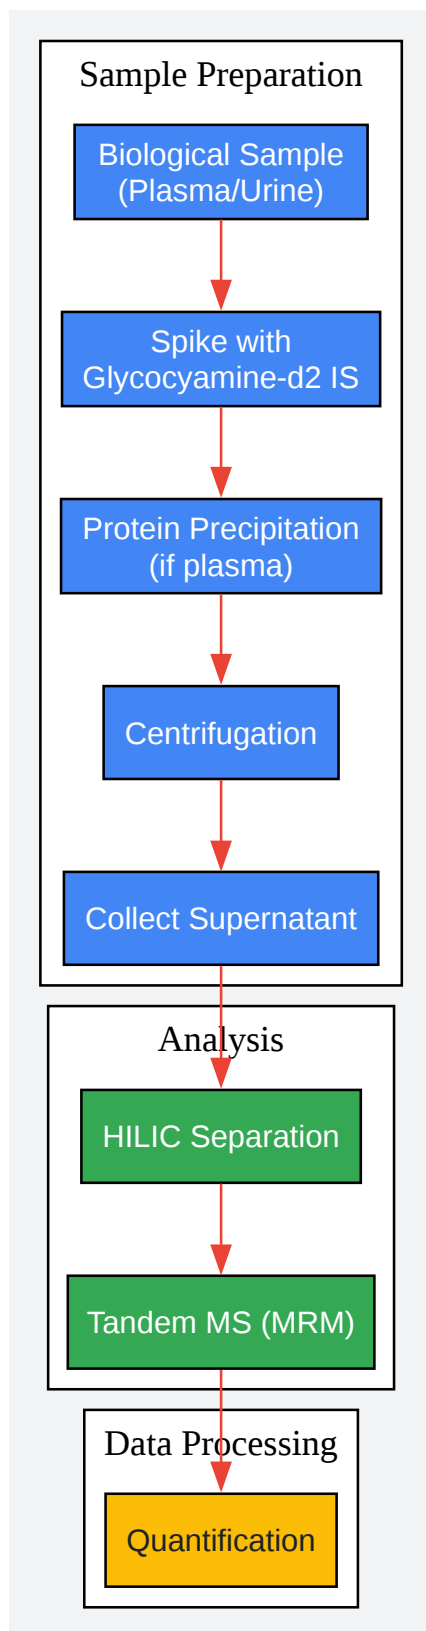 Sample Preparation
Biological Sample
(Plasma/Urine)
Spike with
Glycocyamine-d2 IS
Protein Precipitation
(if plasma)
Centrifugation
Collect Supernatant
Analysis
HILIC Separation
Tandem MS (MRM)
Data Processing
Quantification